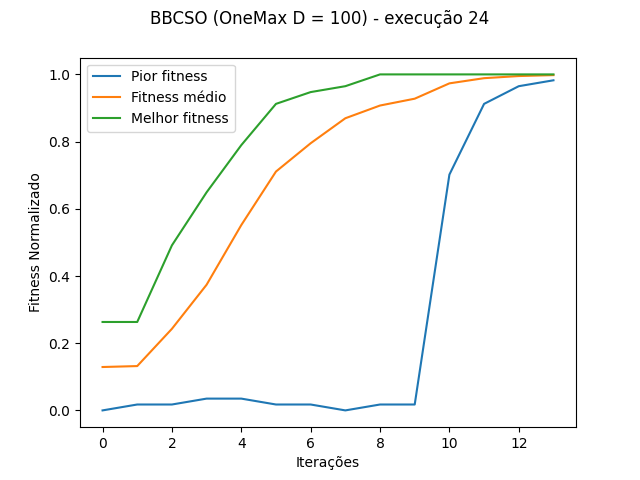 BBCSO (OneMax D = 100) - execução 24
Pior fitness
Fitness médio
Melhor fitness
Fitness Normalizado
1.0
0.8
0.6
0.4
0.2
0.0
0 2 4 6 8 10 12
Iterações